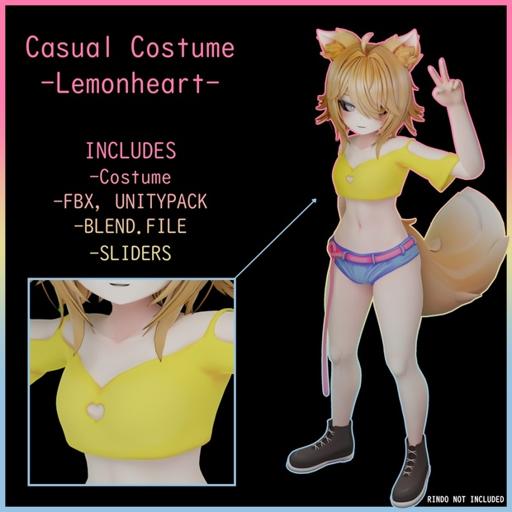 Casual Costume
-Lemonheart-
INCLUDES
-Costume
-FBX, UNITYPACK
-BLEND.FILE
-SLIDERS
RINDO NOT INCLUDED